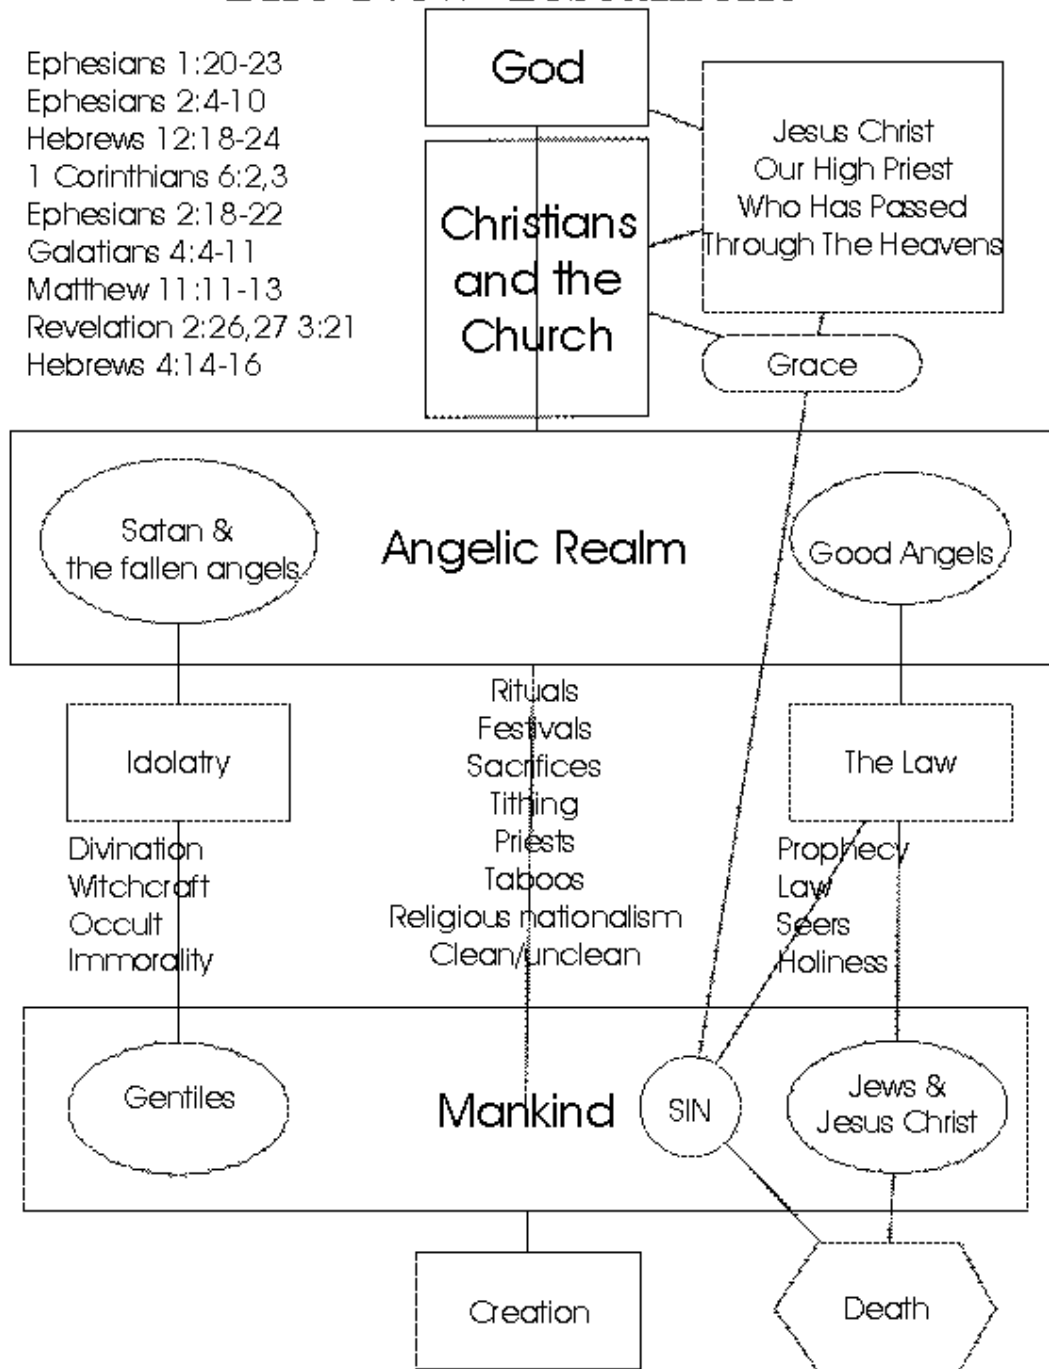 Ephesians 1:20-23
Ephesians 2:4-10
Hebrews 12:18-24
1 Corinthians 6:2,3
Ephesians 2:18-22
Galatians 4:4-11
Matthew 11:11-13
Revelation 2:26,27 3:21
Hebrews 4:14-16
God
Jesus Christ
Our High Priest
Who Has Passed
Through The Heavens
Christians
and the
Church
Grace
Satan &
the fallen angels
Angelic Realm
Good Angels
Idolatry
Rituals
Festivals
Sacrifices
Tithing
Priests
Taboos
Religious nationalism
Clean/unclean
The Law
Divination
Witchcraft
Occult
Immorality
Prophecy
Law
Seers
Holiness
Gentiles
Mankind
SIN
Jews &
Jesus Christ
Creation
Death